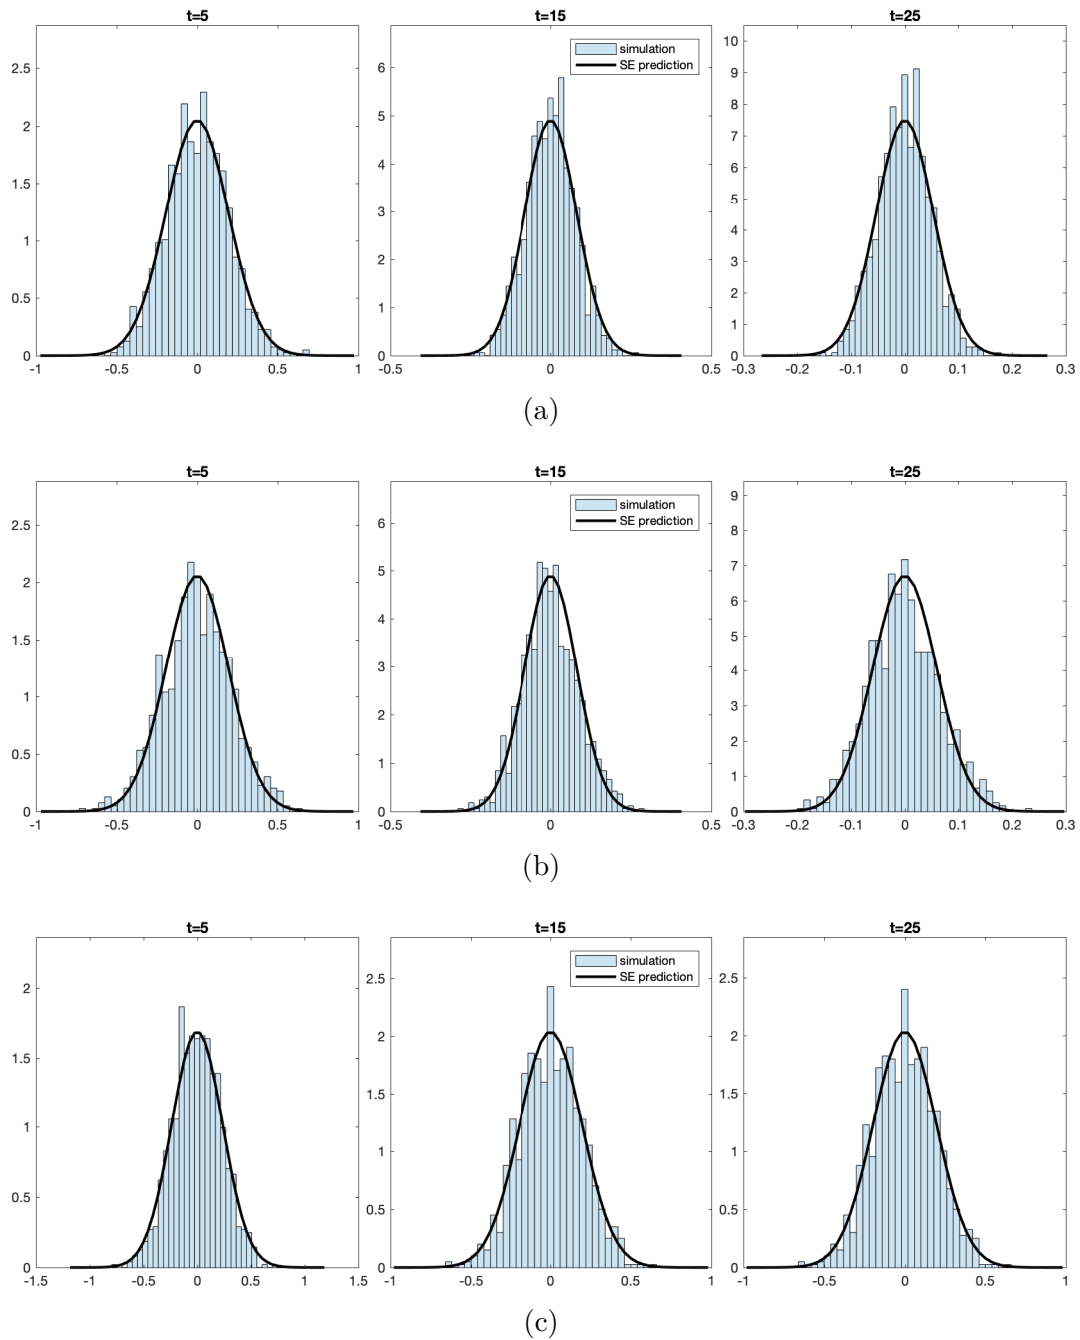 t=5 t=15 t=25
2.5 2 1.5 1 0.5 0
-1 -0.5 0 0.5 1
6 5 4 3 2 1 0
-0.5 0 0.5
simulation
SE prediction
10 9 8 7 6 5 4 3 2 1 0
-0.3 -0.2 -0.1 0 0.1 0.2 0.3
(a)
t=5 t=15 t=25
2.5 2 1.5 1 0.5 0
-1 -0.5 0 0.5 1
6 5 4 3 2 1 0
-0.5 0 0.5
simulation
SE prediction
9 8 7 6 5 4 3 2 1 0
-0.3 -0.2 -0.1 0 0.1 0.2 0.3
(b)
t=5 t=15 t=25
2 1.5 1 0.5 0
-1.5 -1 -0.5 0 0.5 1 1.5
2.5 2 1.5 1 0.5 0
-1 -0.5 0 0.5 1
simulation
SE prediction
2.5 2 1.5 1 0.5 0
-1 -0.5 0 0.5 1
(c)